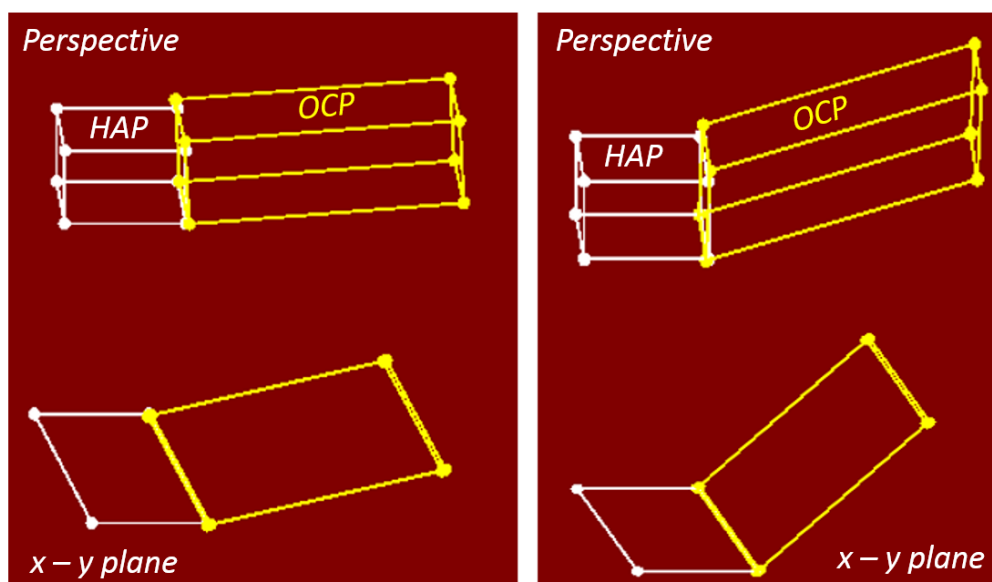 Perspective
HAP
OCP
x – y plane
Perspective
HAP
OCP
x – y plane